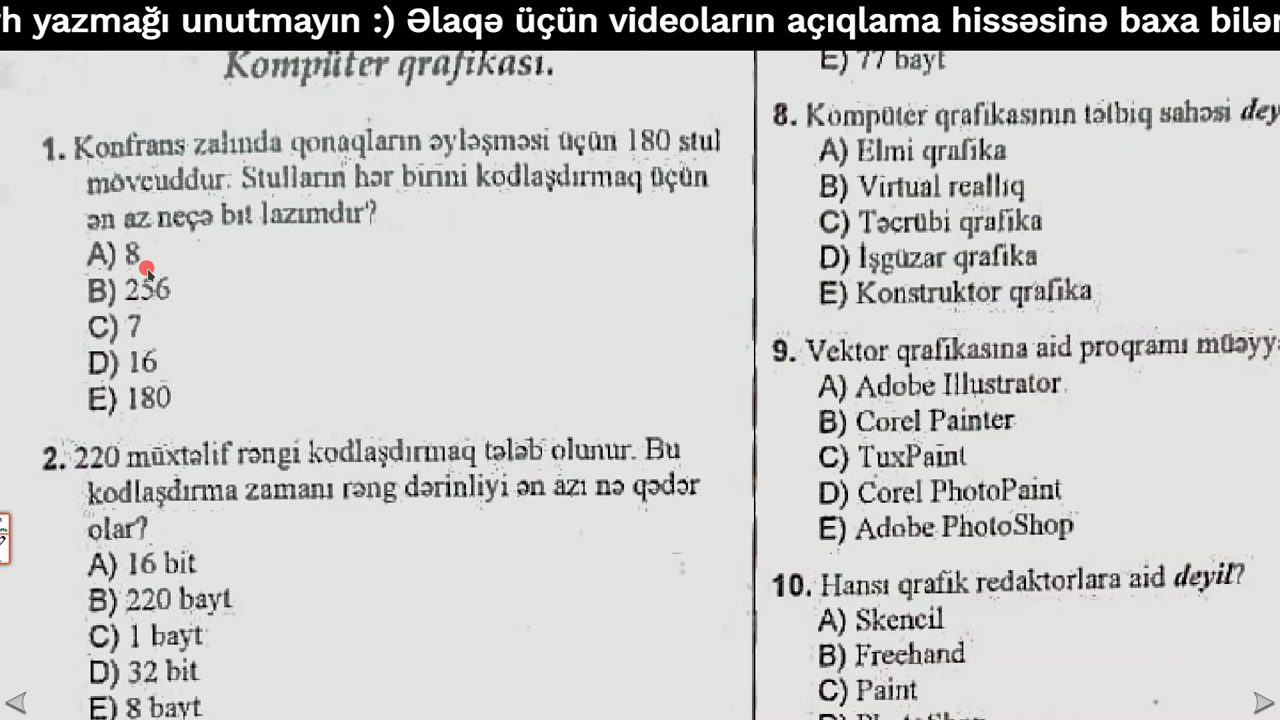 yazmağı unutmayın :) Əlaqə üçün videoların açıqlama hissəsinə baxa
Kompüter qrafikası.
1. Konfrans zalında qonaqların əyləşməsi üçün 180 stul
mövcuddur. Stulların hər birini kodlaşdırmaq üçün
ən az neçə bit lazımdır?
A) 8
B) 256
C) 7
D) 16
E) 180
2. 220 müxtəlif rəngi kodlaşdırmaq tələb olunur. Bu
kodlaşdırma zamanı rəng dərinliyi ən azı nə qədər
olar?
A) 16 bit
B) 220 bayt
C) 1 bayt
D) 32 bit
E) 8 bayt
E) 77 bayt
8. Kompüter qrafikasının tətbiq sahəsi
A) Elmi qrafika
B) Virtual reallıq
C) Təcrübi qrafika
D) İşgüzar qrafika
E) Konstruktor qrafika
9. Vektor qrafikasına aid proqramı
A) Adobe Illustrator
B) Corel Painter
C) TuxPaint
D) Corel PhotoPaint
E) Adobe PhotoShop
10. Hansı qrafik redaktorlara aid deyil?
A) Skencil
B) Freehand
C) Paint